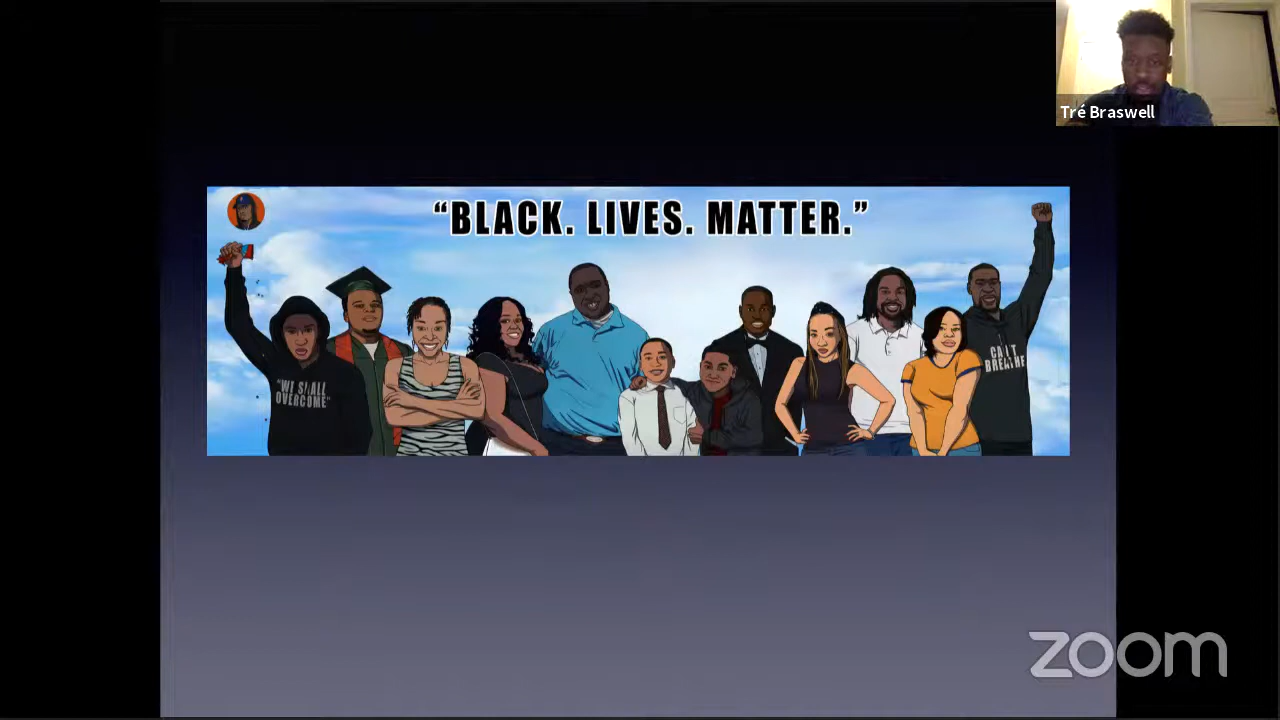 Tré Braswell
“BLACK. LIVES. MATTER.”
"WE SHALL
OVERCOME"
CAN'T
BREATHE
zoom